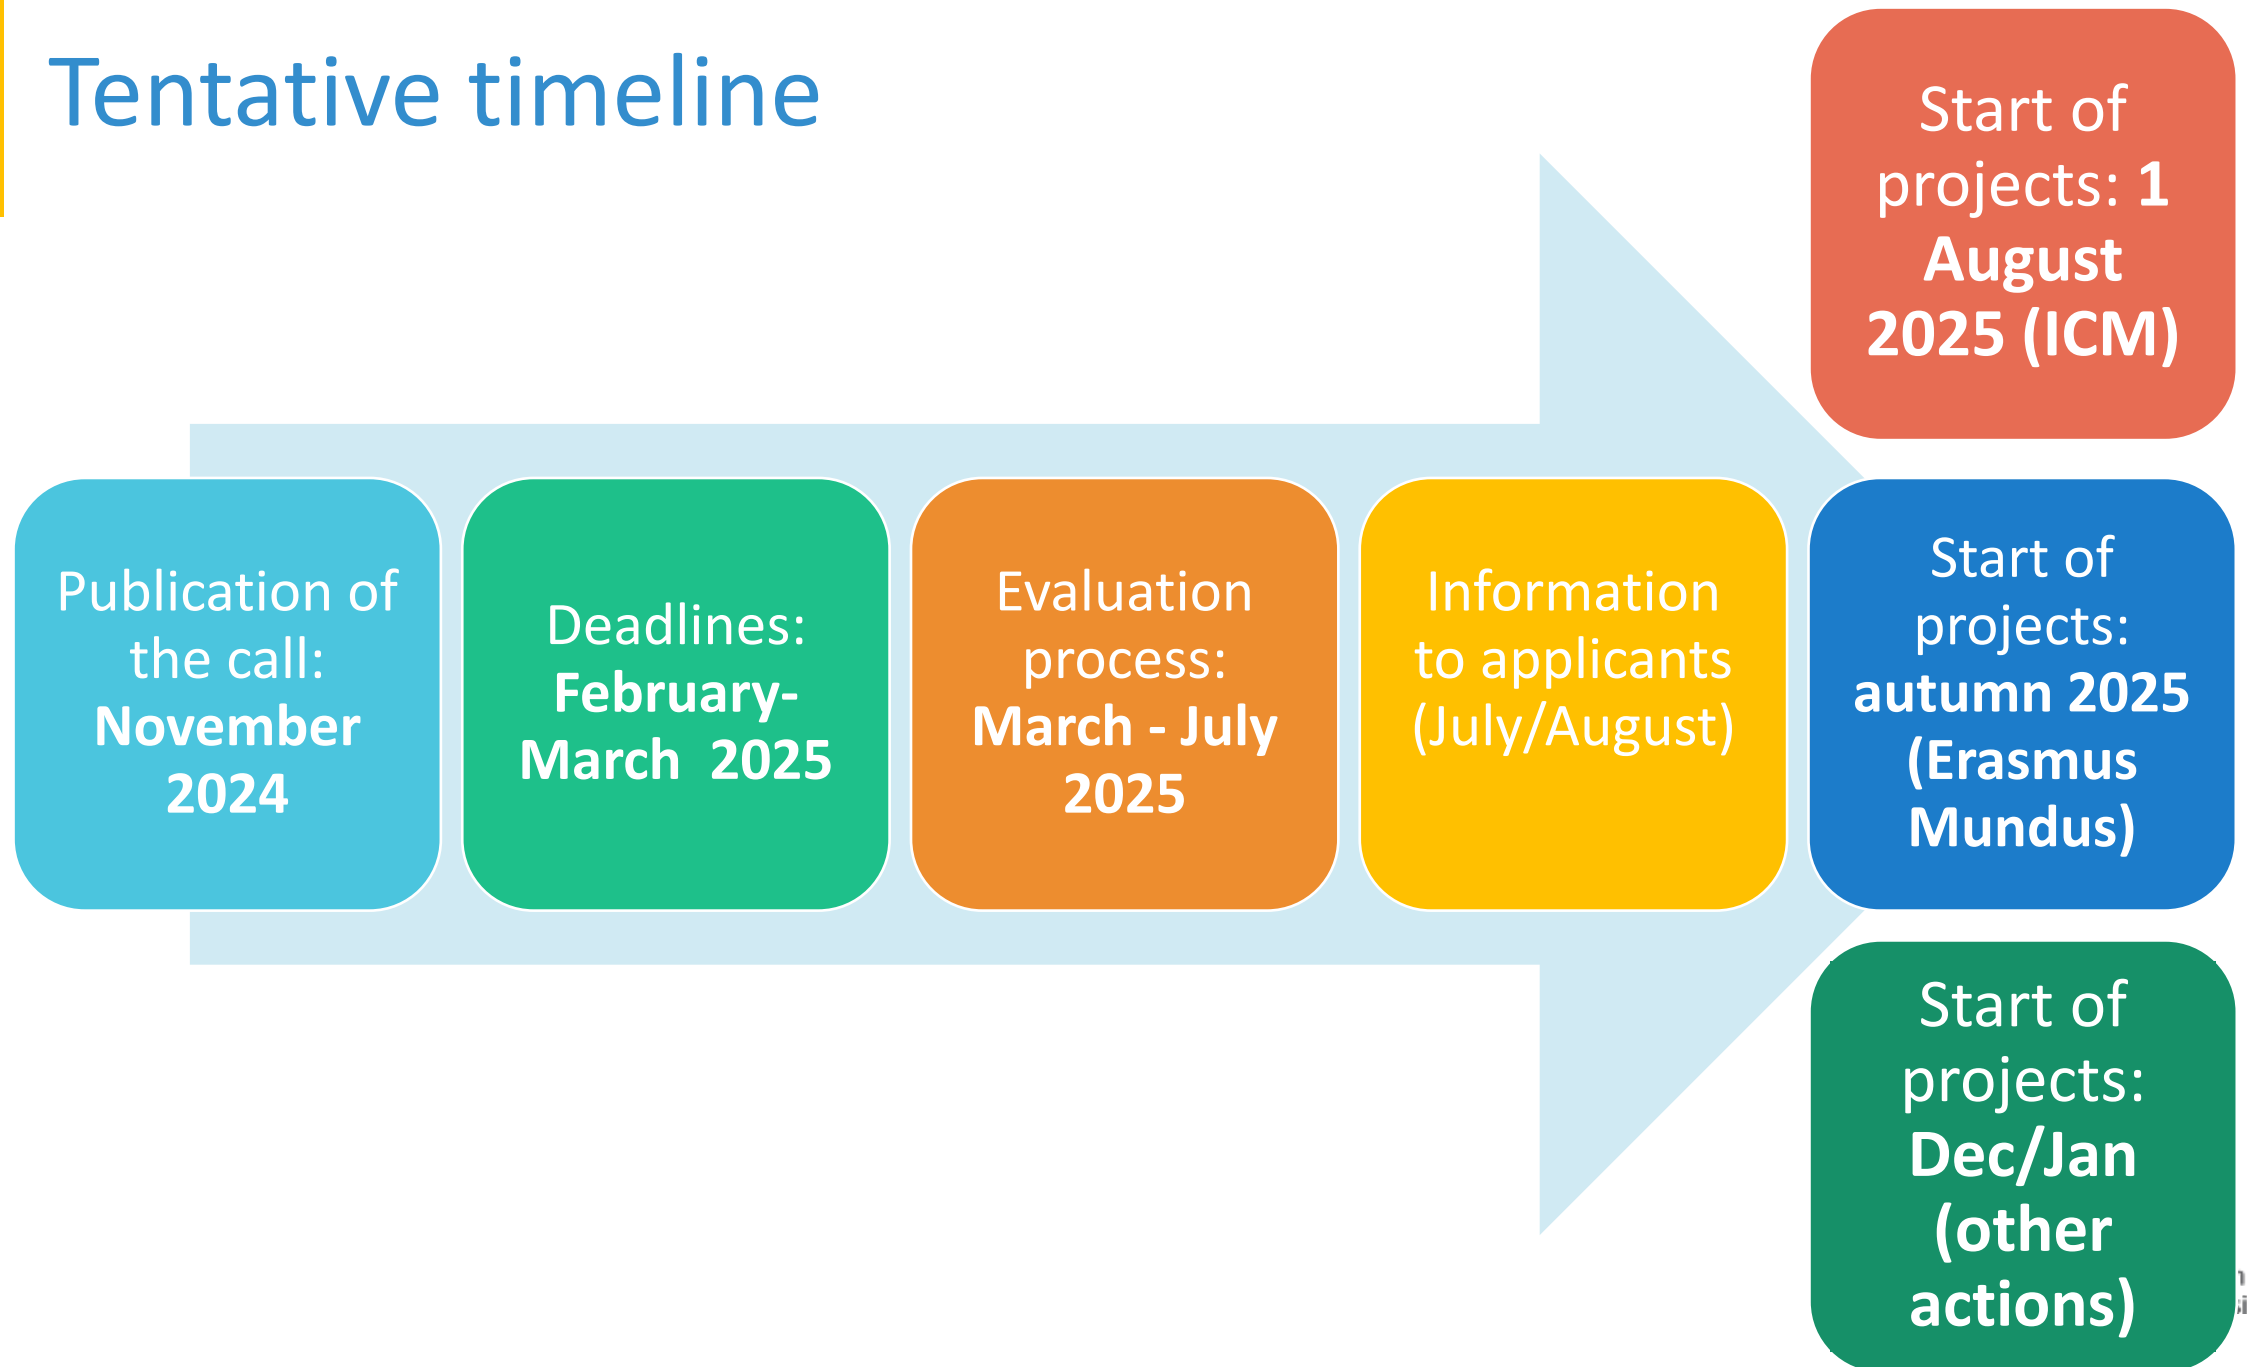 Tentative timeline
Publication of
the call:
November
2024
Deadlines:
February-
March  2025
Evaluation
process:
March - July
2025
Information
to applicants
(July/August)
Start of
projects: 1
August
2025 (ICM)
Start of
projects:
autumn 2025
(Erasmus
Mundus)
Start of
projects:
Dec/Jan
(other
actions)